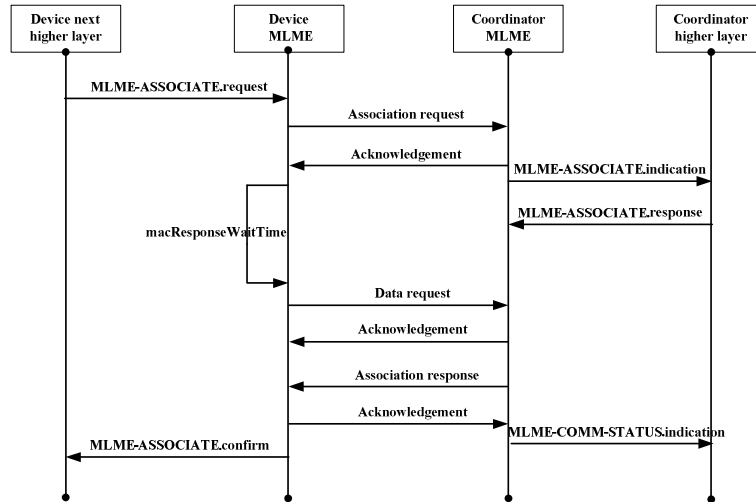 Device next
higher layer
Device
MLME
Coordinator
MLME
Coordinator
higher layer
MLME-ASSOCIATE.request
Association request
Acknowledgement
MLME-ASSOCIATE.indication
MLME-ASSOCIATE.response
macResponseWaitTime
Data request
Acknowledgement
Association response
Acknowledgement
MLME-COMM-STATUS.indication
MLME-ASSOCIATE.confirm